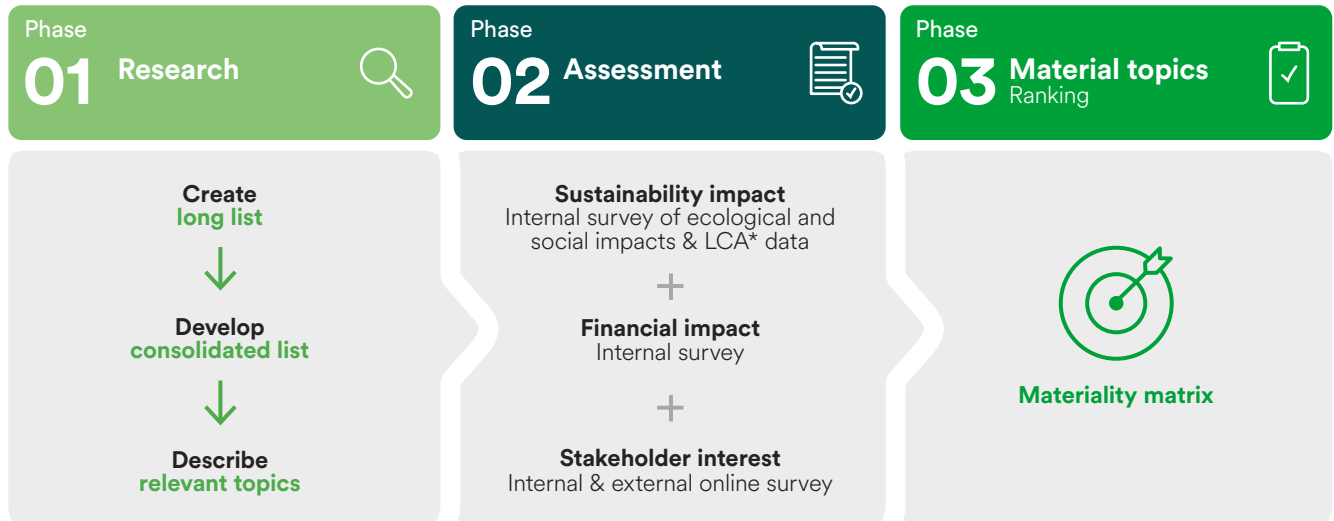 Phase
01 Research
Create
long list
Develop
consolidated list
Describe
relevant topics
Phase
02 Assessment
Sustainability impact
Internal survey of ecological and
social impacts & LCA* data
+
Financial impact
Internal survey
+
Stakeholder interest
Internal & external online survey
Phase
03 Material topics
Ranking
Materiality matrix